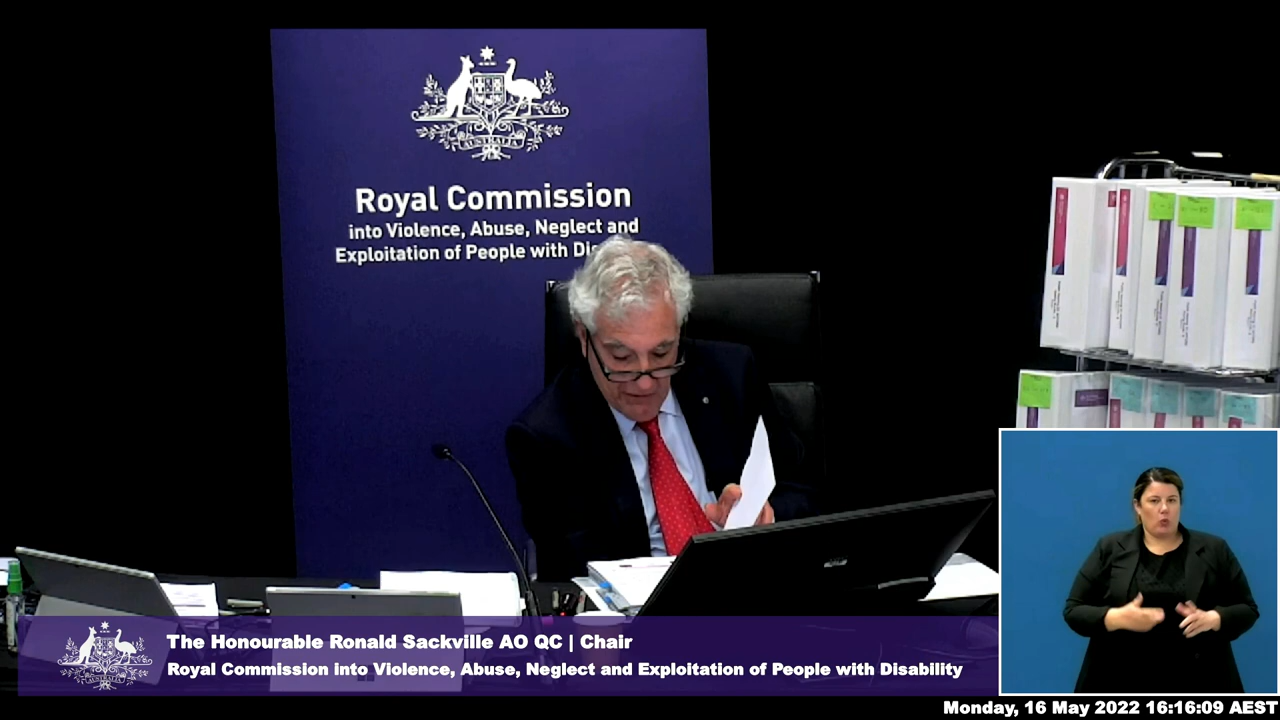 AUSTRALIA
Royal Commission
into Violence, Abuse, Neglect and
Exploitation of People with Dis
The Honourable Ronald Sackville AO QC | Chair
Royal Commission into Violence, Abuse, Neglect and Exploitation of People with Disability
Monday, 16 May 2022 16:16:09 AEST